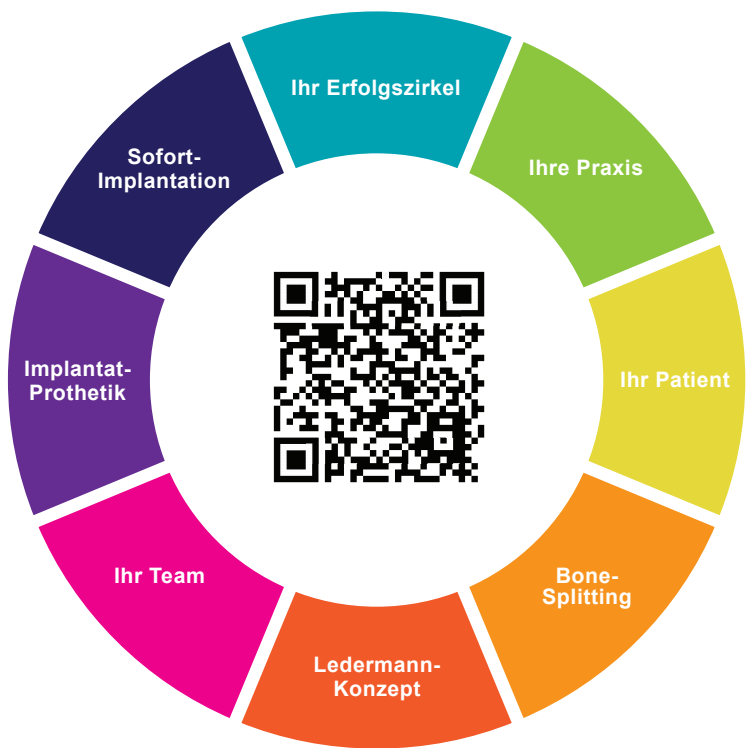 Ihr Erfolgszirkel
Ihre Praxis
Ihr Patient
Bone-
Splitting
Ledermann-
Konzept
Ihr Team
Implantat-
Prothetik
Sofort-
Implantation